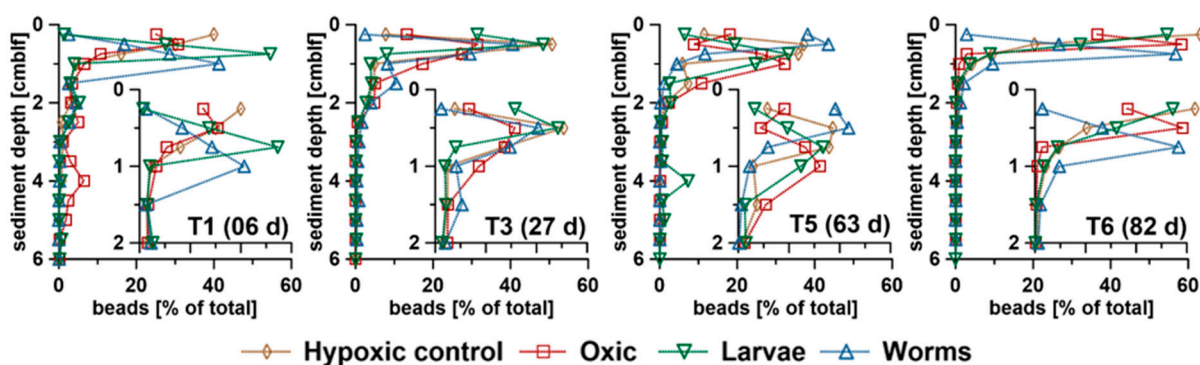 0
2
4
6
sediment depth [cmblf]
0
1
2
T1 (06 d)
0 20 40 60
beads [% of total]
0
2
4
6
sediment depth [cmblf]
0
1
2
T3 (27 d)
0 20 40 60
beads [% of total]
0
2
4
6
sediment depth [cmblf]
0
1
2
T5 (63 d)
0 20 40 60
beads [% of total]
0
2
4
6
sediment depth [cmblf]
0
1
2
T6 (82 d)
0 20 40 60
beads [% of total]
Hypoxic control Oxic Larvae Worms